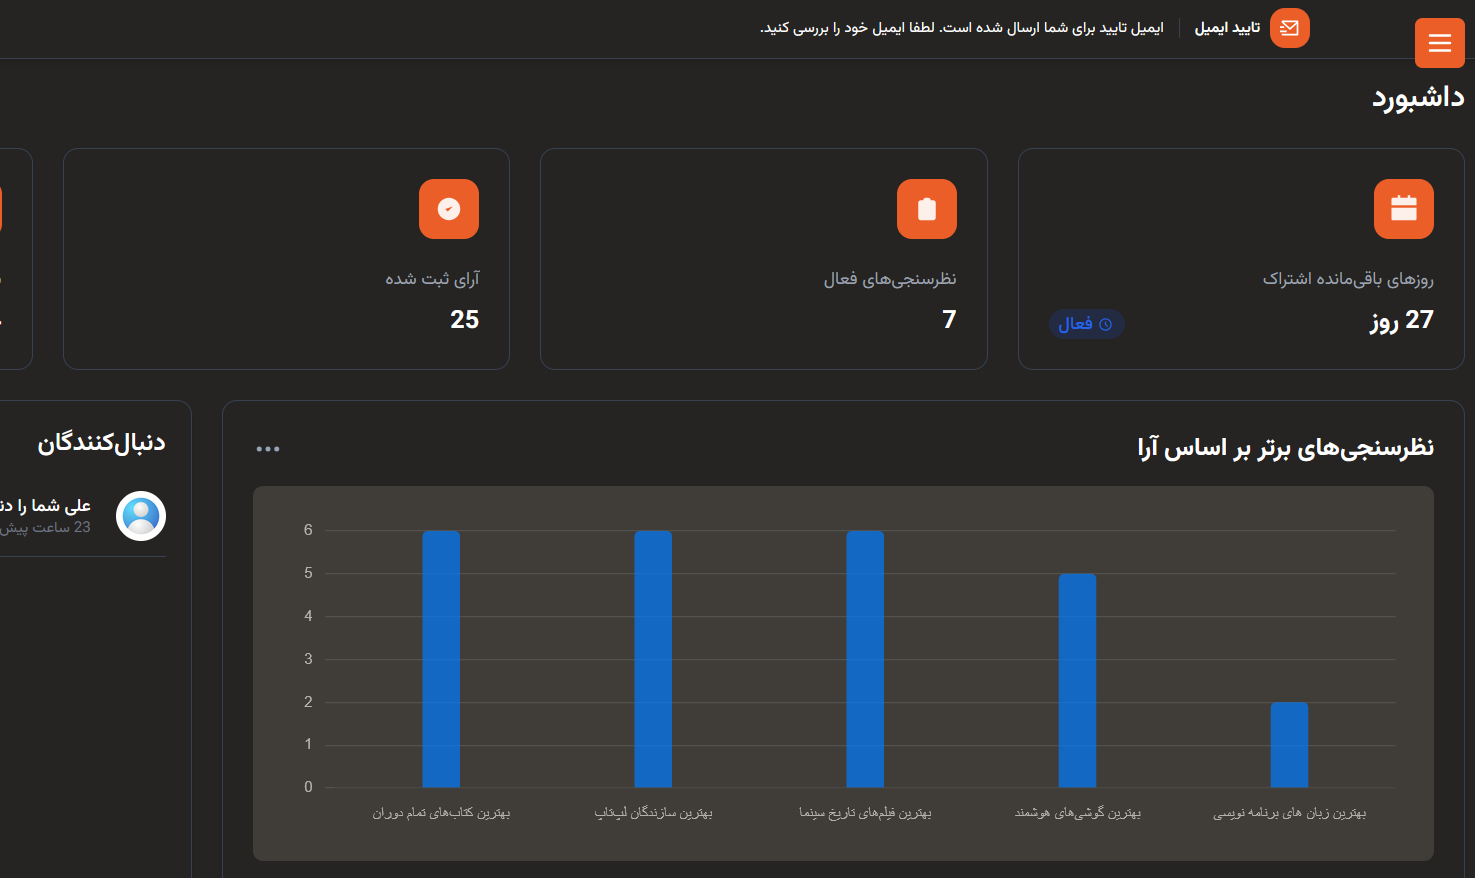 تایید ایمیل
ایمیل تایید برای شما ارسال شده است. لطفا ایمیل خود را بررسی کنید.
داشبورد
روزهای باقی‌مانده اشتراک
27 روز
فعال
نظرسنجی‌های فعال
7
آرای ثبت شده
25
نظرسنجی‌های برتر بر اساس آرا
6
5
4
3
2
1
0
بهترین کتاب‌های تمام دوران
بهترین سازندگان لپ‌تاپ
بهترین فیلم‌های تاریخ سینما
بهترین گوشی‌های هوشمند
بهترین زبان های برنامه نویسی
دنبال‌کنندگان
علی شما را
23 ساعت پیش